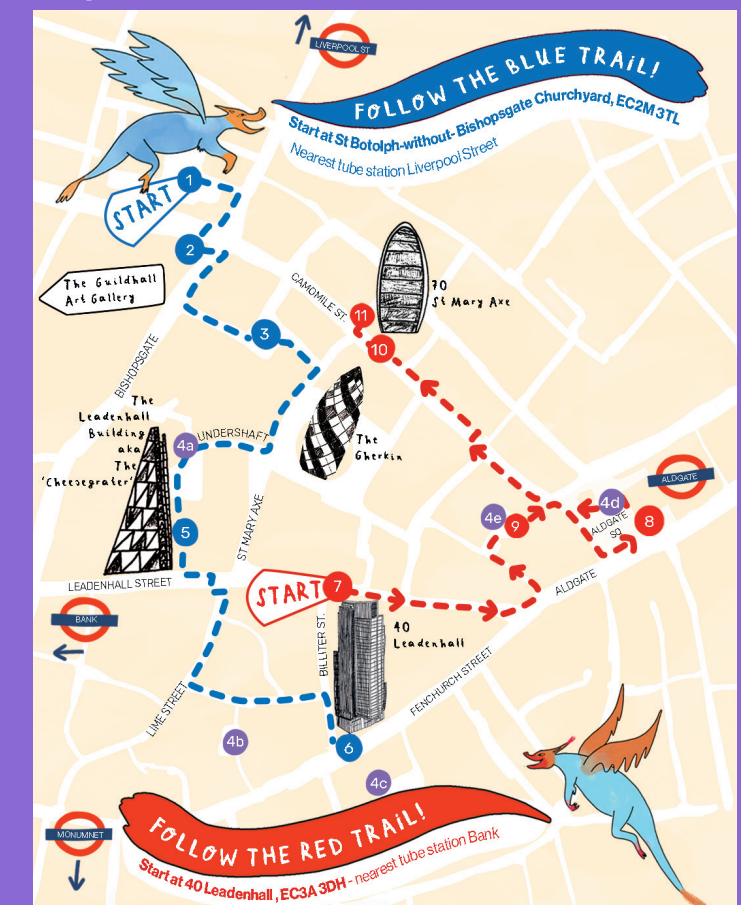 LIVERPOOL ST
FOLLOW THE BLUE TRAIL!
Start at St Botolph-without-Bishopsgate Churchyard, EC2M 3TL
Nearest tube station Liverpool Street
1
START
2
The Guildhall
Art Gallery
CAMOMILE ST.
70
St Mary Axe
11
10
3
BISHOPSGATE
The
Leadenhall
Building
aka
The
'Cheesegrater'
4a
UNDERSHAFT
The
Gherkin
ALDGATE
4d
4e
9
8
ALDGATE
SQ
5
ST MARY AXE
LEADENHALL STREET
START
7
ALDGATE
BANK
BILLITER ST.
40
Leadenhall
FENCHURCH STREET
LIME STREET
4b
6
4c
MONUMNET
FOLLOW THE RED TRAIL!
Start at 40 Leadenhall, EC3A 3DH - nearest tube station Bank